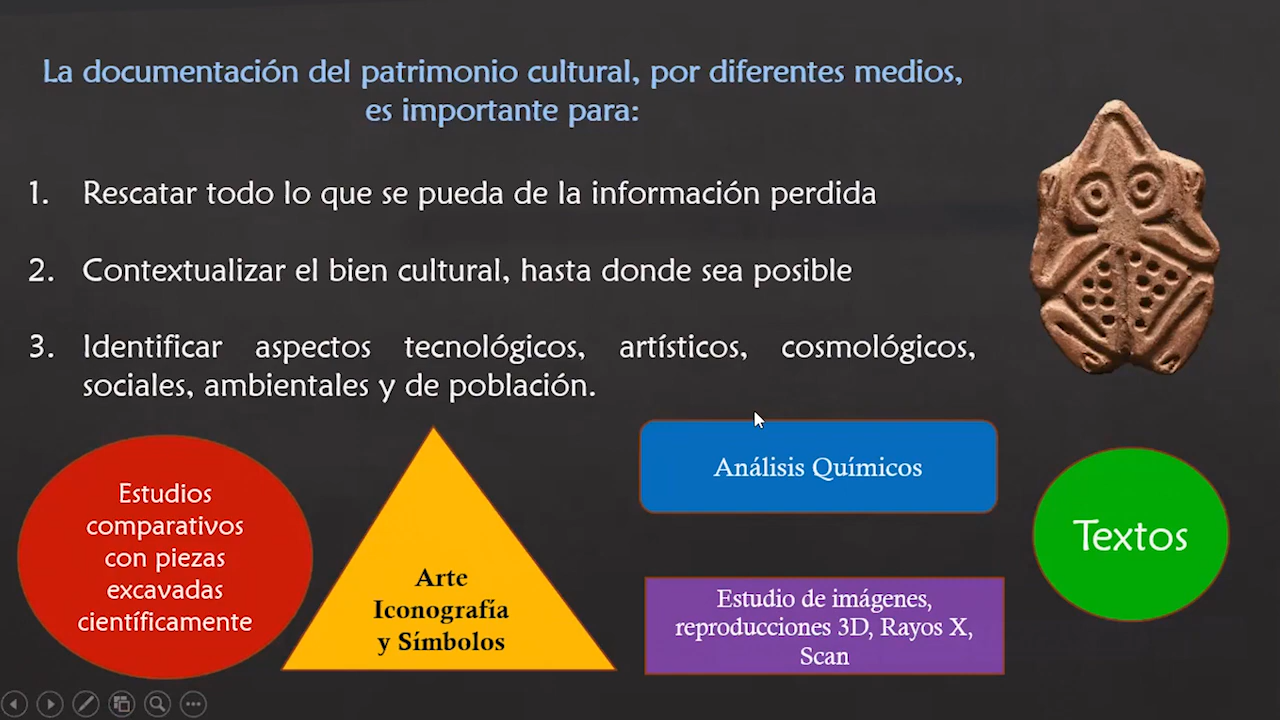 La documentación del patrimonio cultural, por diferentes medios,
es importante para:
1. Rescatar todo lo que se pueda de la información perdida
2. Contextualizar el bien cultural, hasta donde sea posible
3. Identificar aspectos tecnológicos, artísticos, cosmológicos,
sociales, ambientales y de población.
Estudios
comparativos
con piezas
excavadas
científicamente
Arte
Iconografía
y Símbolos
Análisis Químicos
Estudio de imágenes,
reproducciones 3D, Rayos X,
Scan
Textos